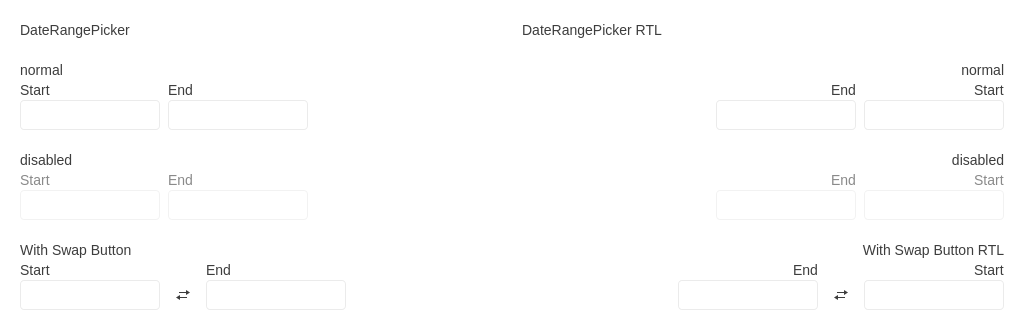 DateRangePicker
normal
Start End
disabled
Start End
With Swap Button
Start End
DateRangePicker RTL
normal
End Start
disabled
End Start
With Swap Button RTL
End Start